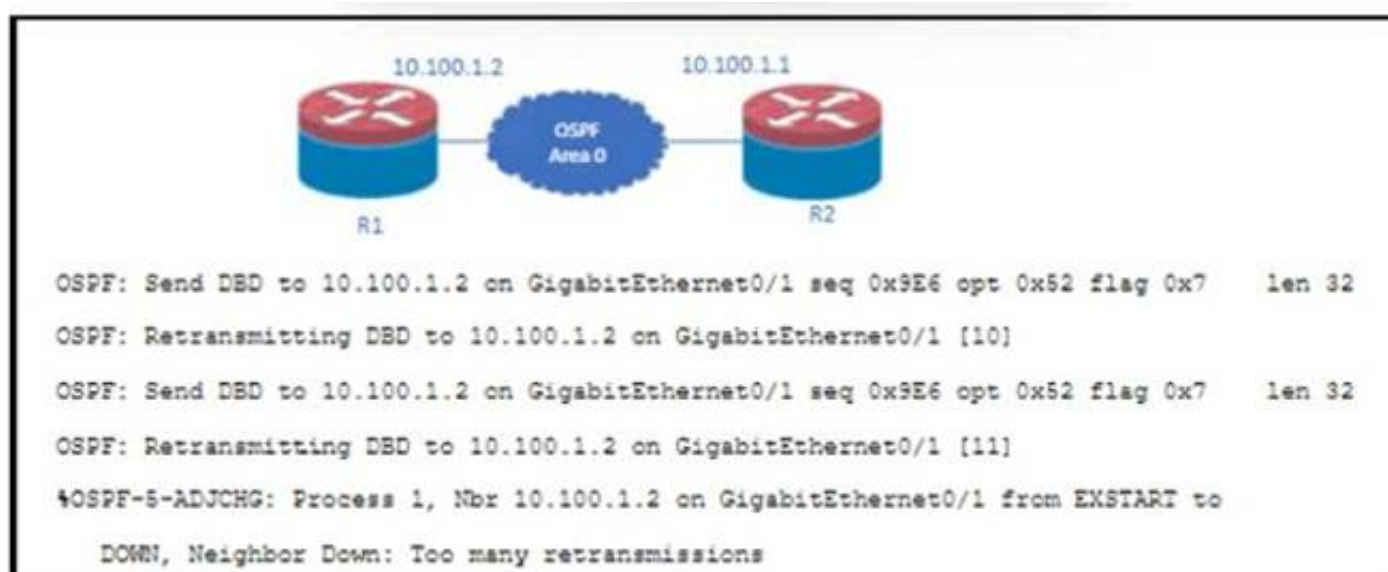 10.100.1.2
10.100.1.1
OSPF
Area 0
R1
R2
OSPF: Send DBD to 10.100.1.2 on GigabitEthernet0/1 seq 0x9E6 opt 0x52 flag 0x7 len 32
OSPF: Retransmitting DBD to 10.100.1.2 on GigabitEthernet0/1 [10]
OSPF: Send DBD to 10.100.1.2 on GigabitEthernet0/1 seq 0x9E6 opt 0x52 flag 0x7 len 32
OSPF: Retransmitting DBD to 10.100.1.2 on GigabitEthernet0/1 [11]
%OSPF-5-ADJCHG: Process 1, Nbr 10.100.1.2 on GigabitEthernet0/1 from EXSTART to
DOWN, Neighbor Down: Too many retransmissions